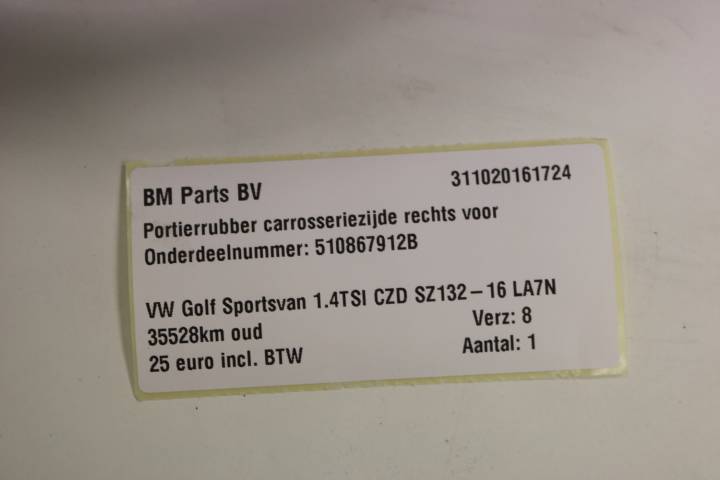 BM Parts BV 311020161724
Portierrubber carrosseriezijde rechts voor
Onderdeelnummer: 510867912B
VW Golf Sportsvan 1.4TSI CZD SZ132-16 LA7N
35528km oud Verz: 8
25 euro incl. BTW Aantal: 1